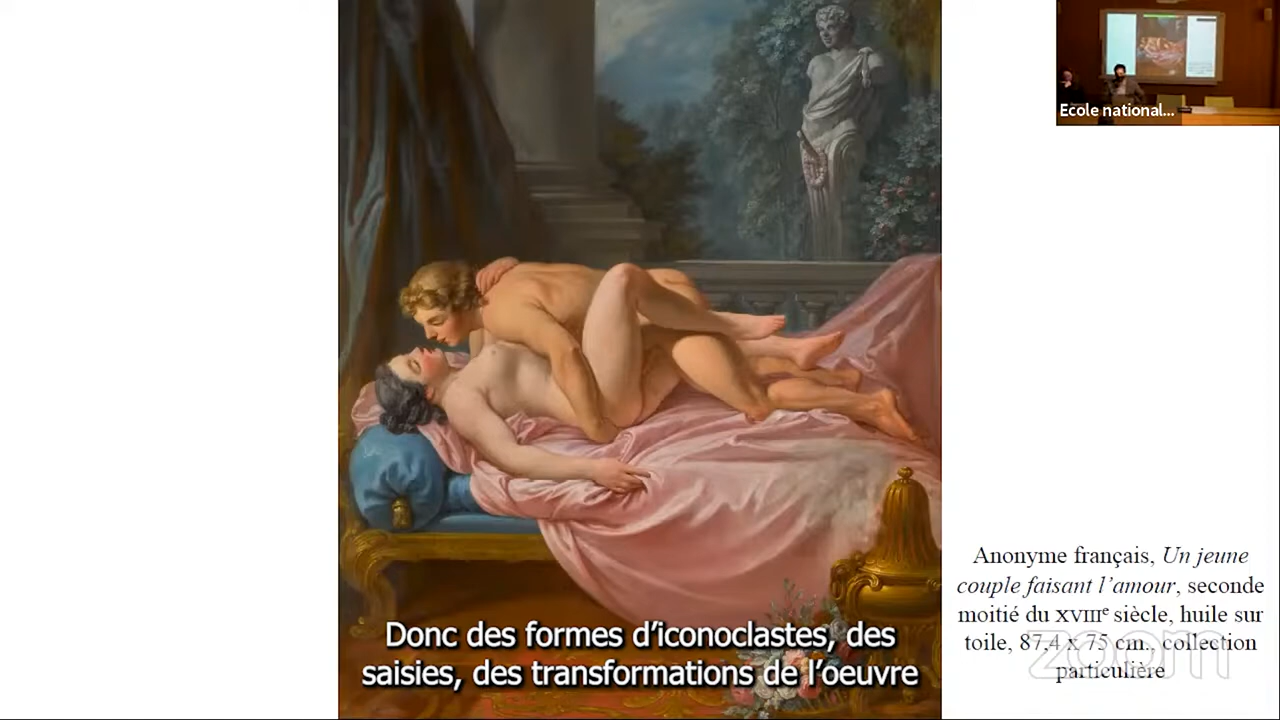 Ecole national...
Anonyme français, Un jeune
couple faisant l’amour, seconde
moitié du XVIIIe siècle, huile sur
toile, 87,4 x 75 cm, collection
particulière
zoom
Donc des formes d’iconoclastes, des
saisies, des transformations de l’oeuvre